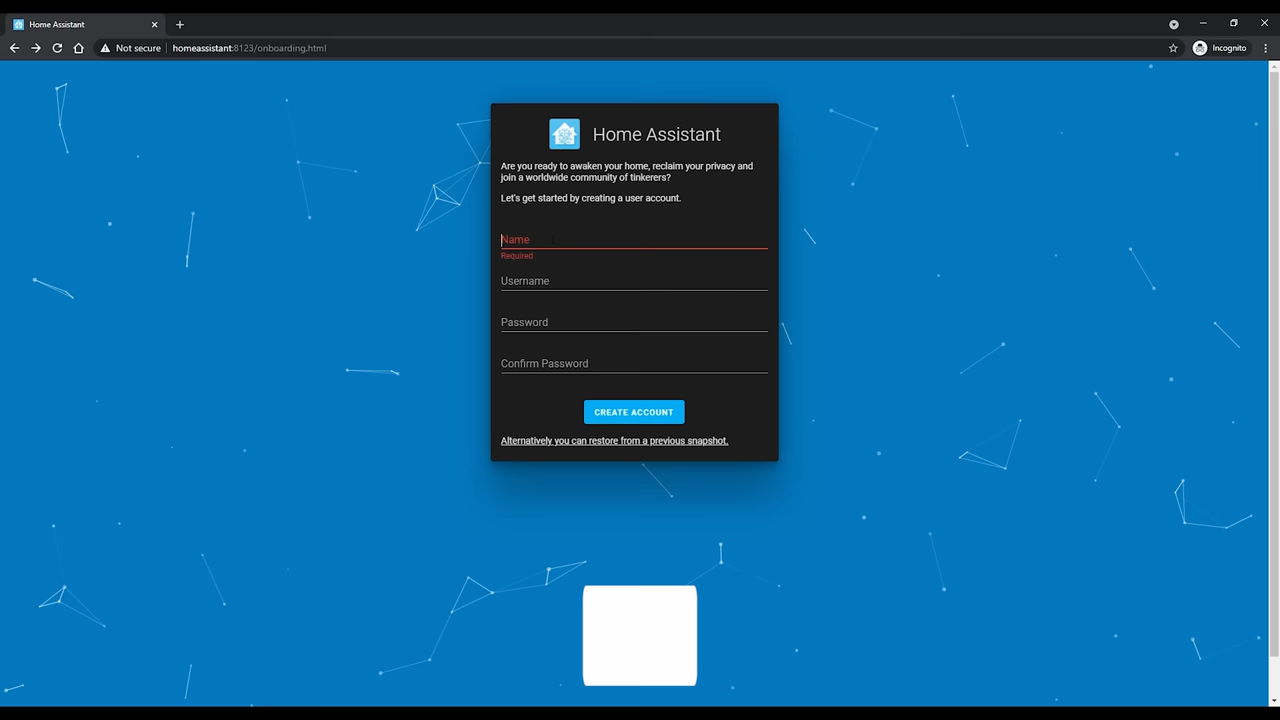 Home Assistant
Not secure
homeassistant:8123/onboarding.html
Incognito
Home Assistant
Are you ready to awaken your home, reclaim your privacy and
join a worldwide community of tinkerers?
Let's get started by creating a user account.
Name
Required
Username
Password
Confirm Password
CREATE ACCOUNT
Alternatively you can restore from a previous snapshot.